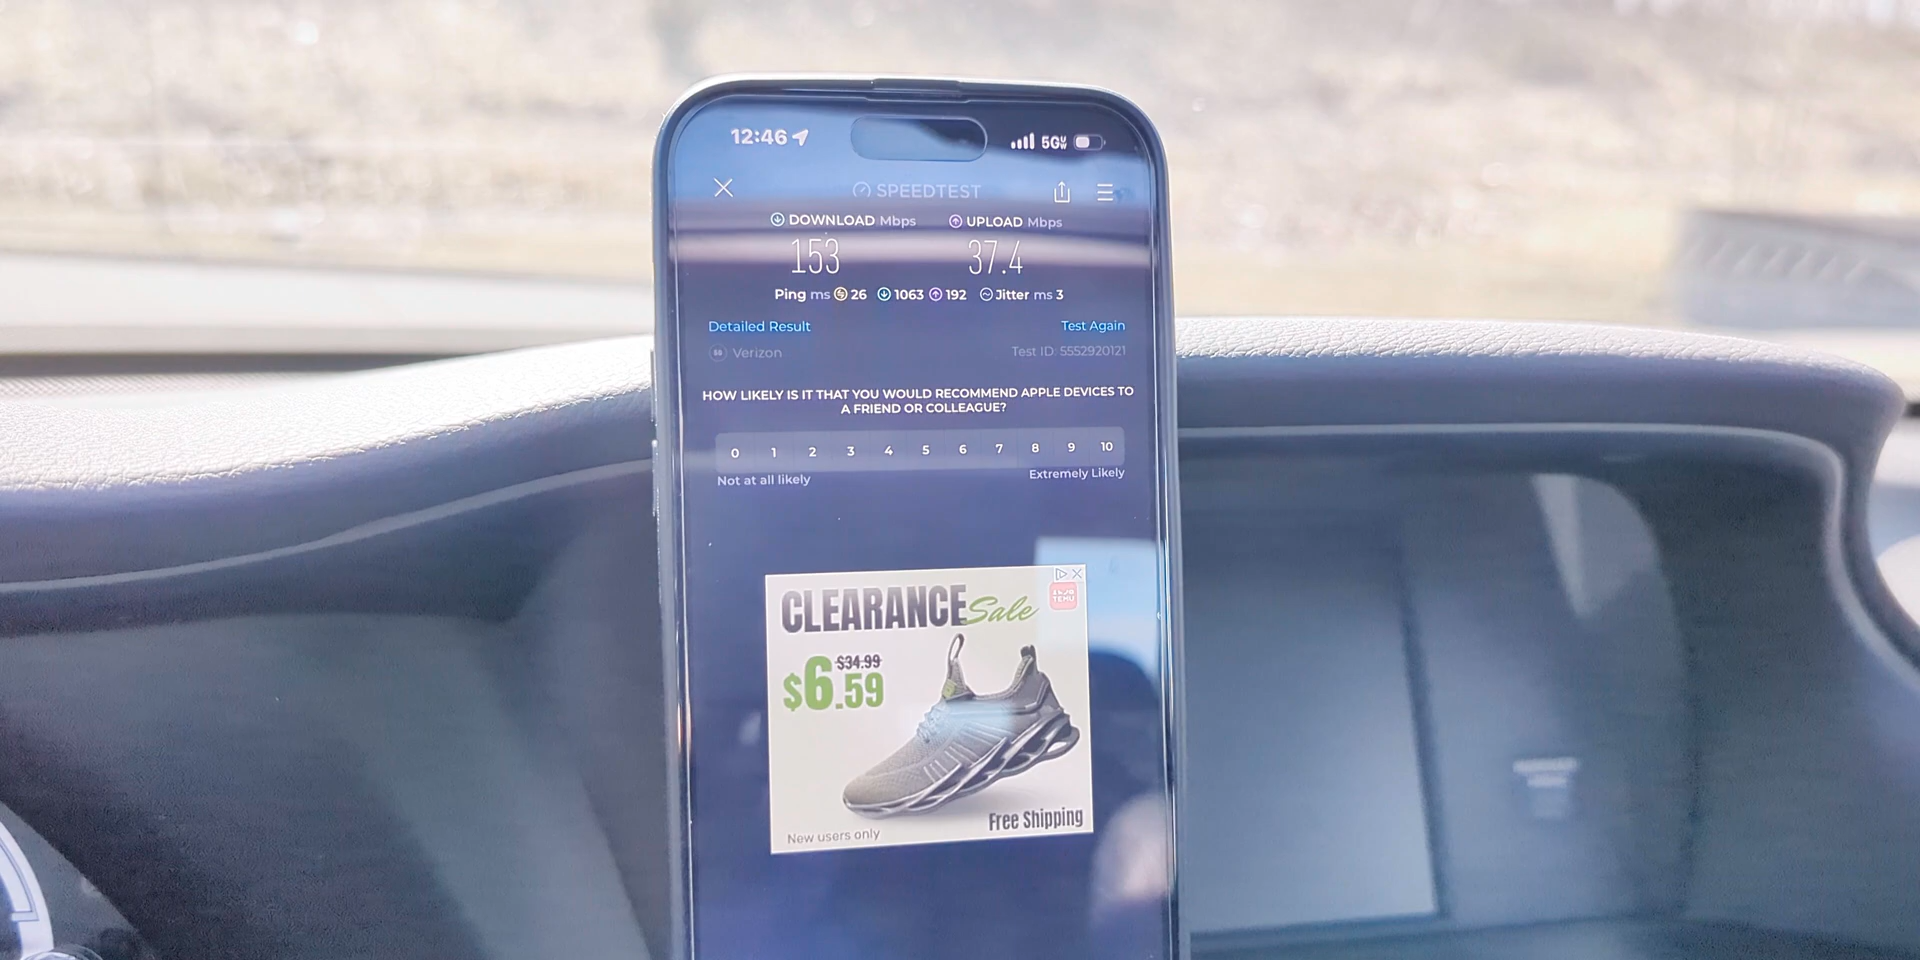 12:46
5G UW
SPEEDTEST
DOWNLOAD Mbps
UPLOAD Mbps
153
37.4
Ping ms 26 1063 192 Jitter ms 3
Detailed Result
Test Again
Verizon
Test ID: 5552920121
HOW LIKELY IS IT THAT YOU WOULD RECOMMEND APPLE DEVICES TO
A FRIEND OR COLLEAGUE?
0 1 2 3 4 5 6 7 8 9 10
Not at all likely
Extremely Likely
CLEARANCE Sale
TEMU
$34.99
$6.59
Free Shipping
New users only